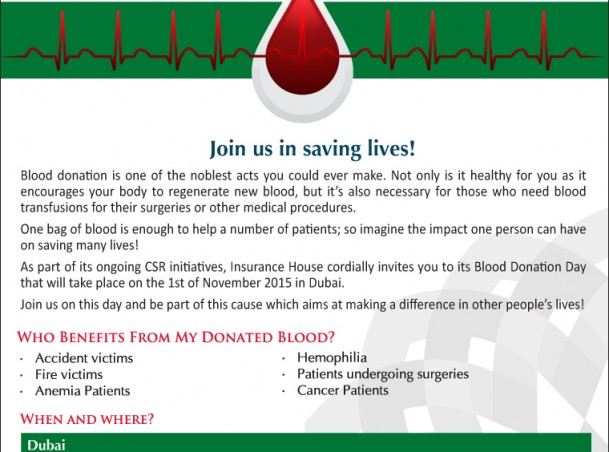 Join us in saving lives!
Blood donation is one of the noblest acts you could ever make. Not only is it healthy for you as it
encourages your body to regenerate new blood, but it's also necessary for those who need blood
transfusions for their surgeries or other medical procedures.
One bag of blood is enough to help a number of patients; so imagine the impact one person can have
on saving many lives!
As part of its ongoing CSR initiatives, Insurance House cordially invites you to its Blood Donation Day
that will take place on the 1st of November 2015 in Dubai.
Join us on this day and be part of this cause which aims at making a difference in other people's lives!
Who Benefits From My Donated Blood?
· Accident victims
· Fire victims
· Anemia Patients
· Hemophilia
· Patients undergoing surgeries
· Cancer Patients
When and where?
Dubai